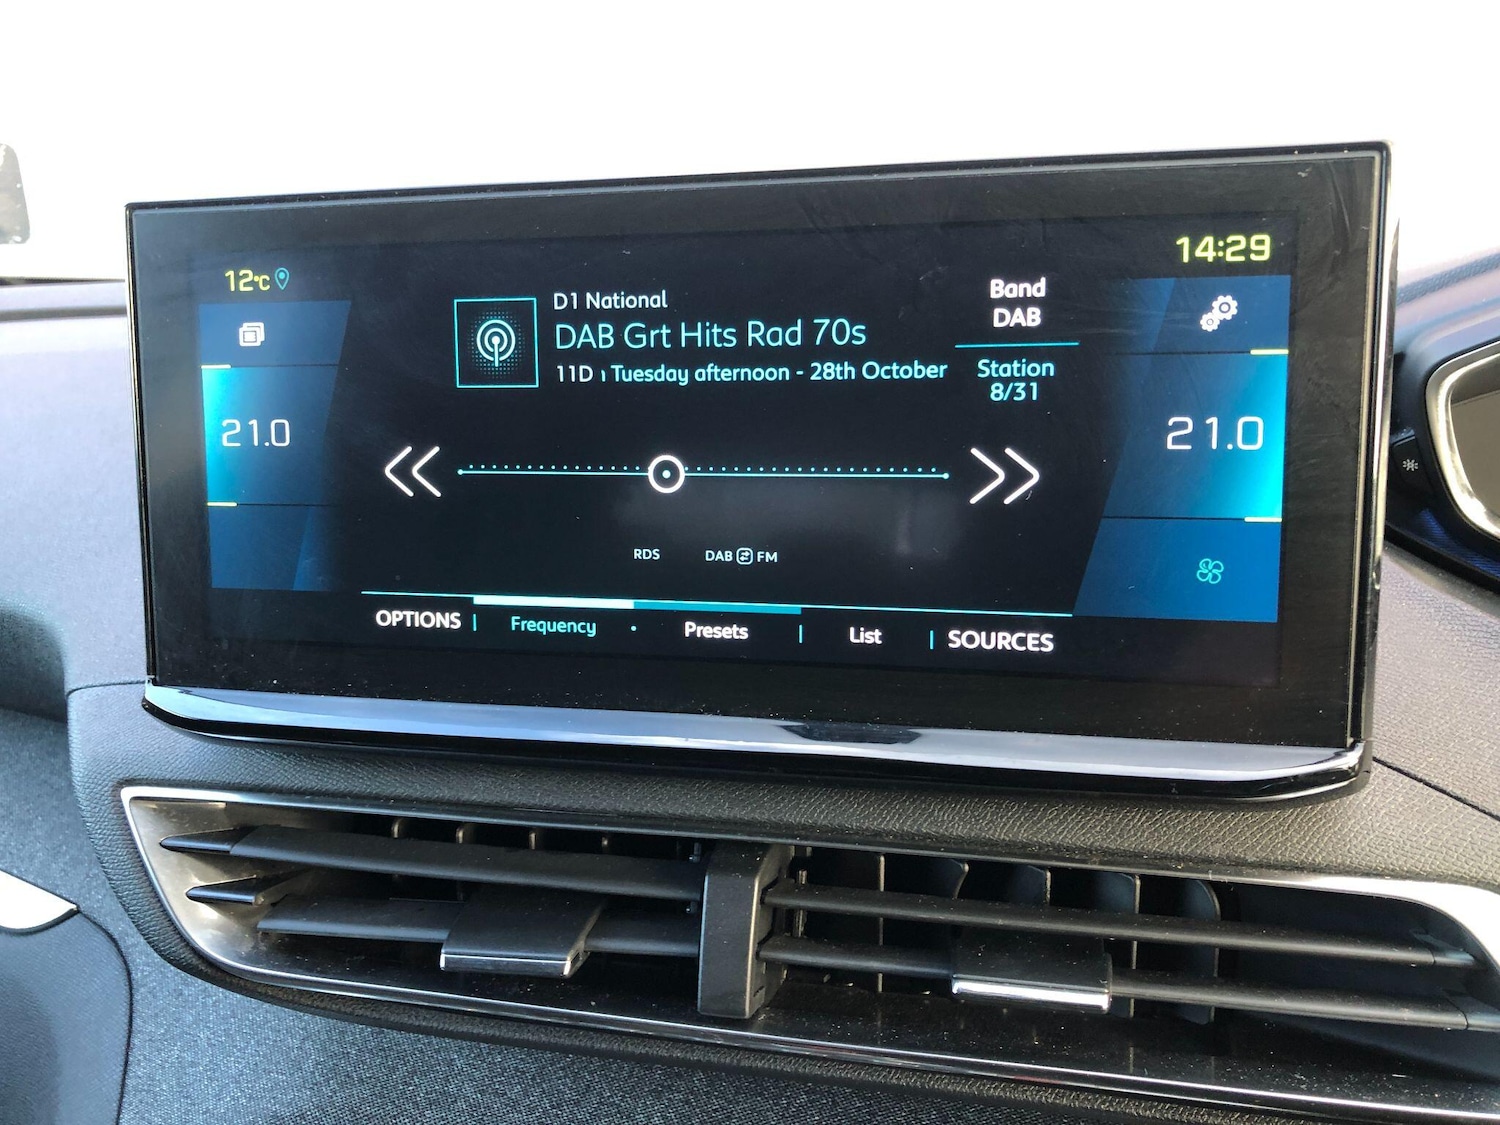 14:29
12°C
D1 National
DAB Grt Hits Rad 70s
11D Tuesday afternoon - 28th October
Band
DAB
Station
8/31
21.0
21.0
RDS
DAB FM
OPTIONS
Frequency
Presets
List
SOURCES